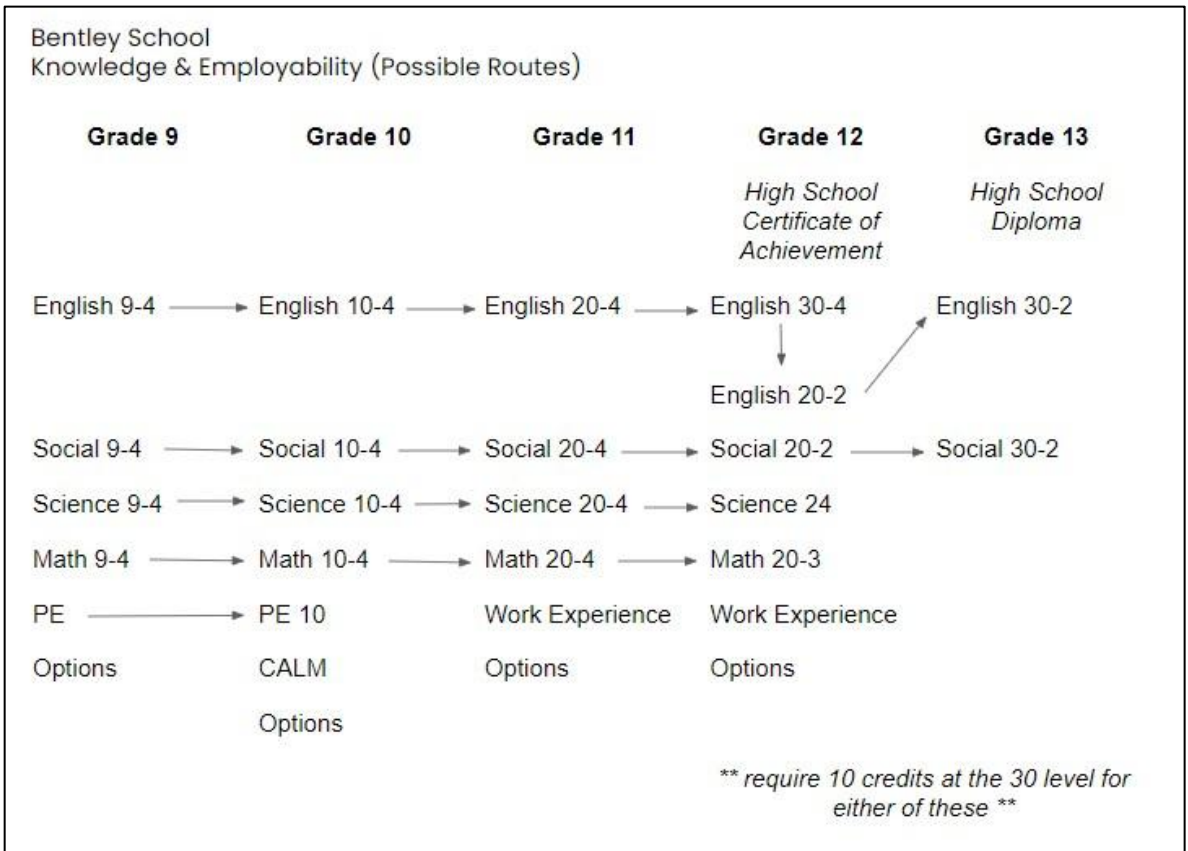 Bentley School
Knowledge & Employability (Possible Routes)
Grade 9 Grade 10 Grade 11 Grade 12 Grade 13
High School
Certificate of
Achievement
High School
Diploma
English 9-4 English 10-4 English 20-4 English 30-4 English 30-2
English 20-2
Social 9-4 Social 10-4 Social 20-4 Social 20-2 Social 30-2
Science 9-4 Science 10-4 Science 20-4 Science 24
Math 9-4 Math 10-4 Math 20-4 Math 20-3
PE PE 10 Work Experience Work Experience
Options CALM Options Options
Options
** require 10 credits at the 30 level for
either of these **